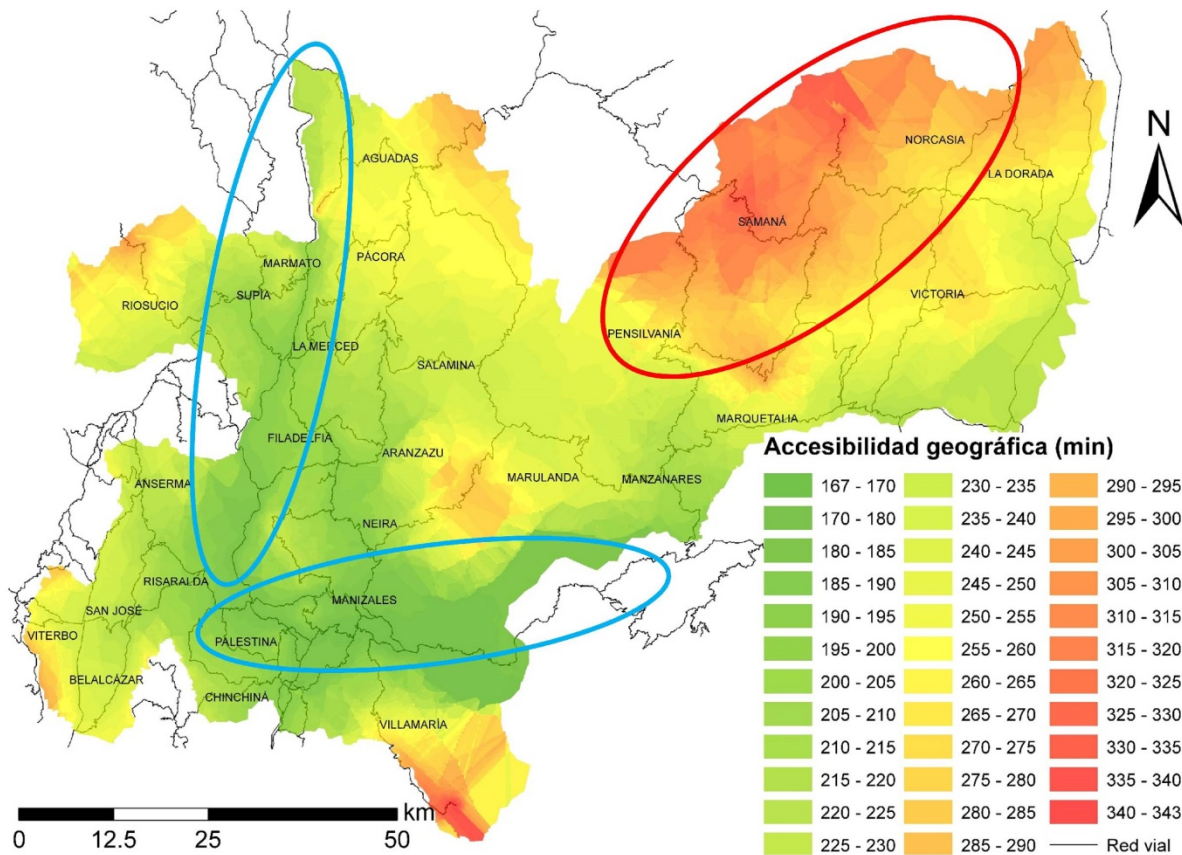 N
AGUADAS
NORCASIA
LA DORADA
SAMANÁ
MARMATO
PÁCORA
SUPÍA
RIOSUCIO
VICTORIA
PENSILVANIA
LA MERCED
SALAMINA
MARQUETALIA
FILADELFIA
ARANZAZU
ANSERMA
MARULANDA
MANZANARES
NEIRA
RISARALDA
MANIZALES
SAN JOSÉ
VITERBO
PALESTINA
BELALCÁZAR
CHINCHINÁ
VILLAMARÍA
Accesibilidad geográfica (min)
167 - 170
170 - 180
180 - 185
185 - 190
190 - 195
195 - 200
200 - 205
205 - 210
210 - 215
215 - 220
220 - 225
225 - 230
230 - 235
235 - 240
240 - 245
245 - 250
250 - 255
255 - 260
260 - 265
265 - 270
270 - 275
275 - 280
280 - 285
285 - 290
290 - 295
295 - 300
300 - 305
305 - 310
310 - 315
315 - 320
320 - 325
325 - 330
330 - 335
335 - 340
340 - 343
Red vial
km
0 12.5 25 50